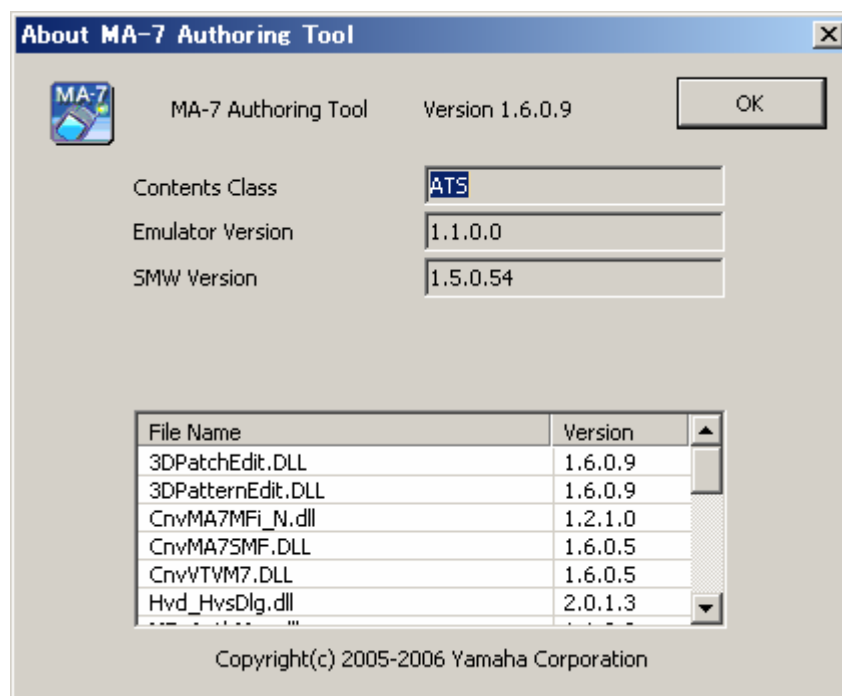 About MA-7 Authoring Tool
MA-7
MA-7 Authoring Tool Version 1.6.0.9 OK
Contents Class ATS
Emulator Version 1.1.0.0
SMW Version 1.5.0.54
File Name Version
3DPatchEdit.DLL 1.6.0.9
3DPatternEdit.DLL 1.6.0.9
CnvMA7MFi_N.dll 1.2.1.0
CnvMA7SMF.DLL 1.6.0.5
CnvVTVM7.DLL 1.6.0.5
Hvd_HvsDlg.dll 2.0.1.3
Copyright(c) 2005-2006 Yamaha Corporation